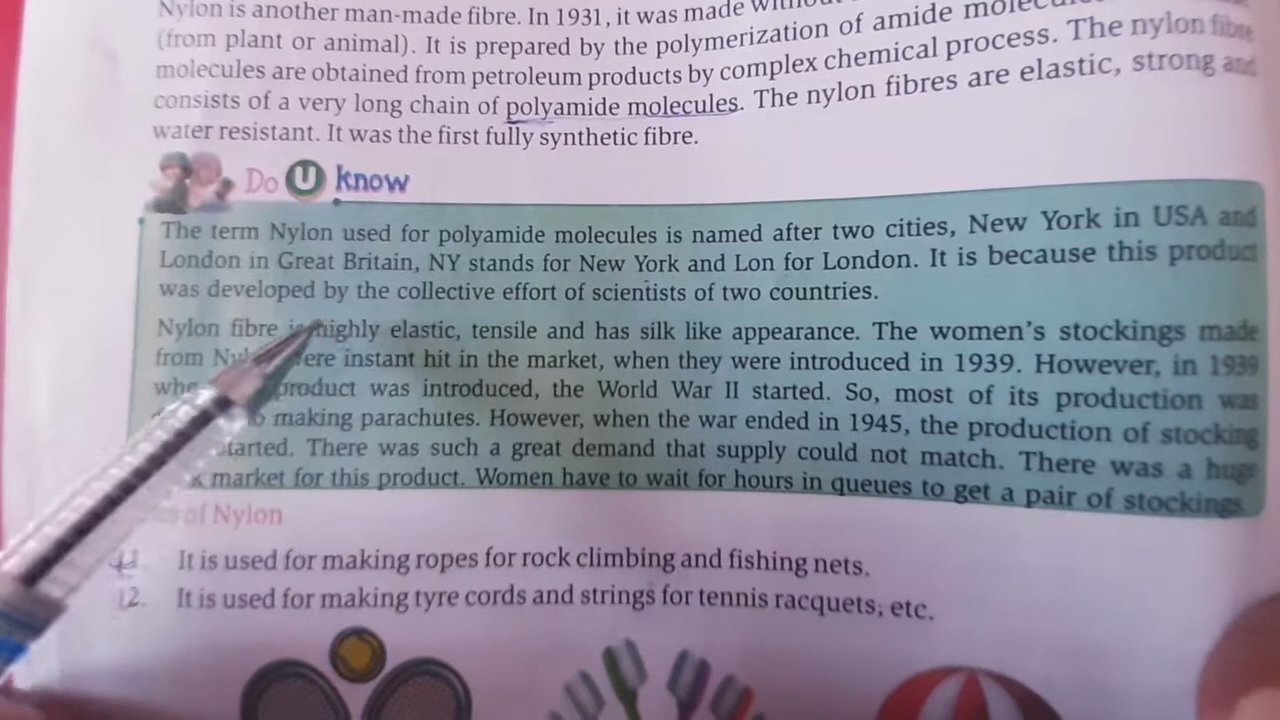 Nylon is another man-made fibre. In 1931, it was made
(from plant or animal). It is prepared by the polymerization of amide
molecules are obtained from petroleum products by complex chemical process. The nylon fibre
consists of a very long chain of polyamide molecules. The nylon fibres are elastic, strong and
water resistant. It was the first fully synthetic fibre.
Do U know
The term Nylon used for polyamide molecules is named after two cities, New York in USA and
London in Great Britain, NY stands for New York and Lon for London. It is because this product
was developed by the collective effort of scientists of two countries.
Nylon fibre is highly elastic, tensile and has silk like appearance. The women's stockings made
from were instant hit in the market, when they were introduced in 1939. However, in 1939
product was introduced, the World War II started. So, most of its production was
making parachutes. However, when the war ended in 1945, the production of stocking
started. There was such a great demand that supply could not match. There was a huge
market for this product. Women have to wait for hours in queues to get a pair of stockings.
of Nylon
It is used for making ropes for rock climbing and fishing nets.
2. It is used for making tyre cords and strings for tennis racquets, etc.